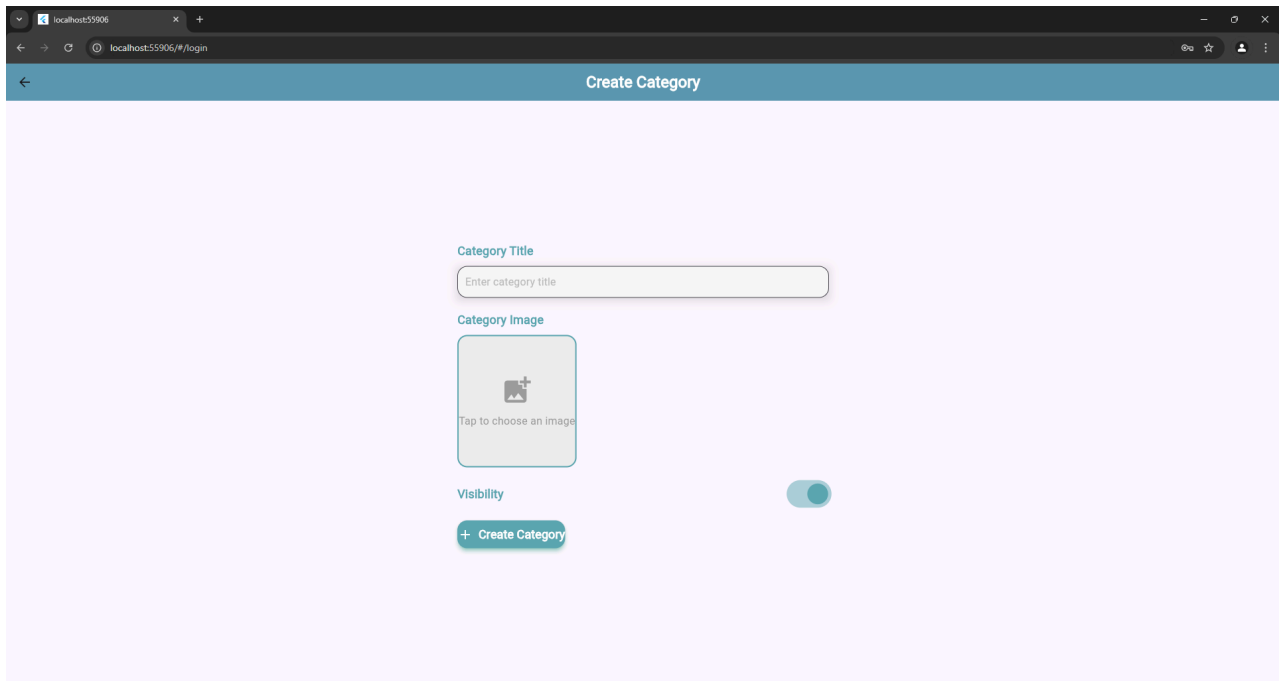 localhost:55906
localhost:55906/#/login
Create Category
Category Title
Enter category title
Category Image
Tap to choose an image
Visibility
+ Create Category